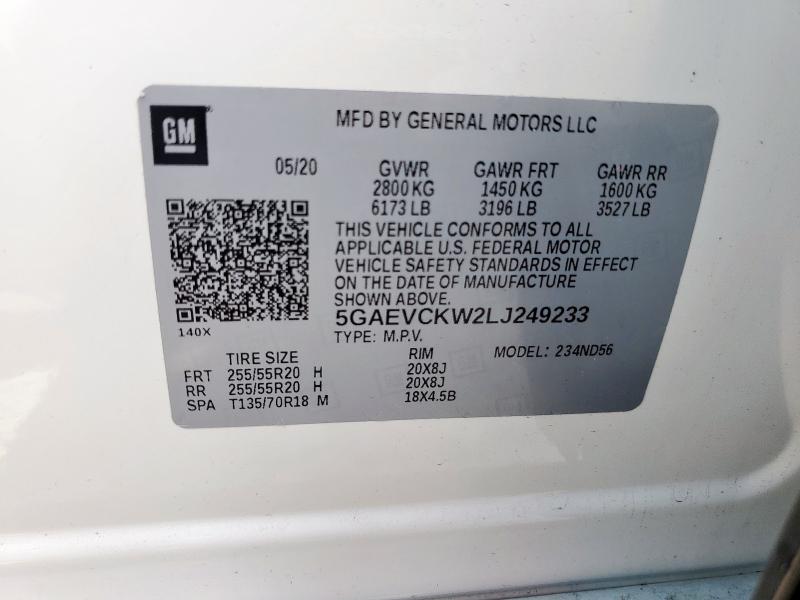 GM
MFD BY GENERAL MOTORS LLC
05/20 GVWR GAWR FRT GAWR RR
2800 KG 1450 KG 1600 KG
6173 LB 3196 LB 3527 LB
THIS VEHICLE CONFORMS TO ALL
APPLICABLE U.S. FEDERAL MOTOR
VEHICLE SAFETY STANDARDS IN EFFECT
ON THE DATE OF MANUFACTURE
SHOWN ABOVE.
5GAEVCKW2LJ249233
140X
TYPE: M.P.V.
TIRE SIZE RIM MODEL: 234ND56
FRT 255/55R20 H 20X8J
RR 255/55R20 H 20X8J
SPA T135/70R18 M 18X4.5B